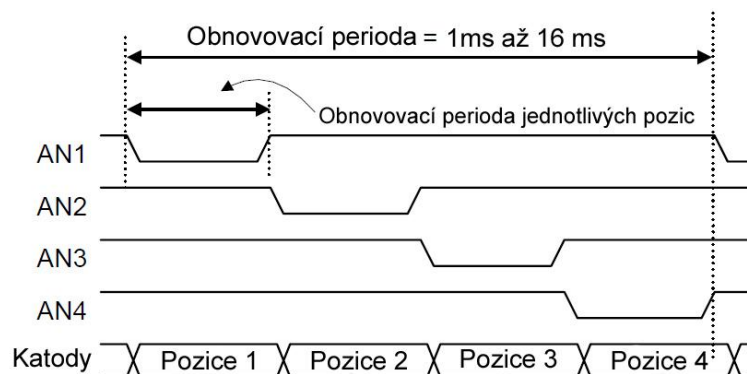 Obnovovací perioda = 1ms až 16 ms
Obnovovací perioda jednotlivých pozic
AN1
AN2
AN3
AN4
Katody Pozice 1 Pozice 2 Pozice 3 Pozice 4